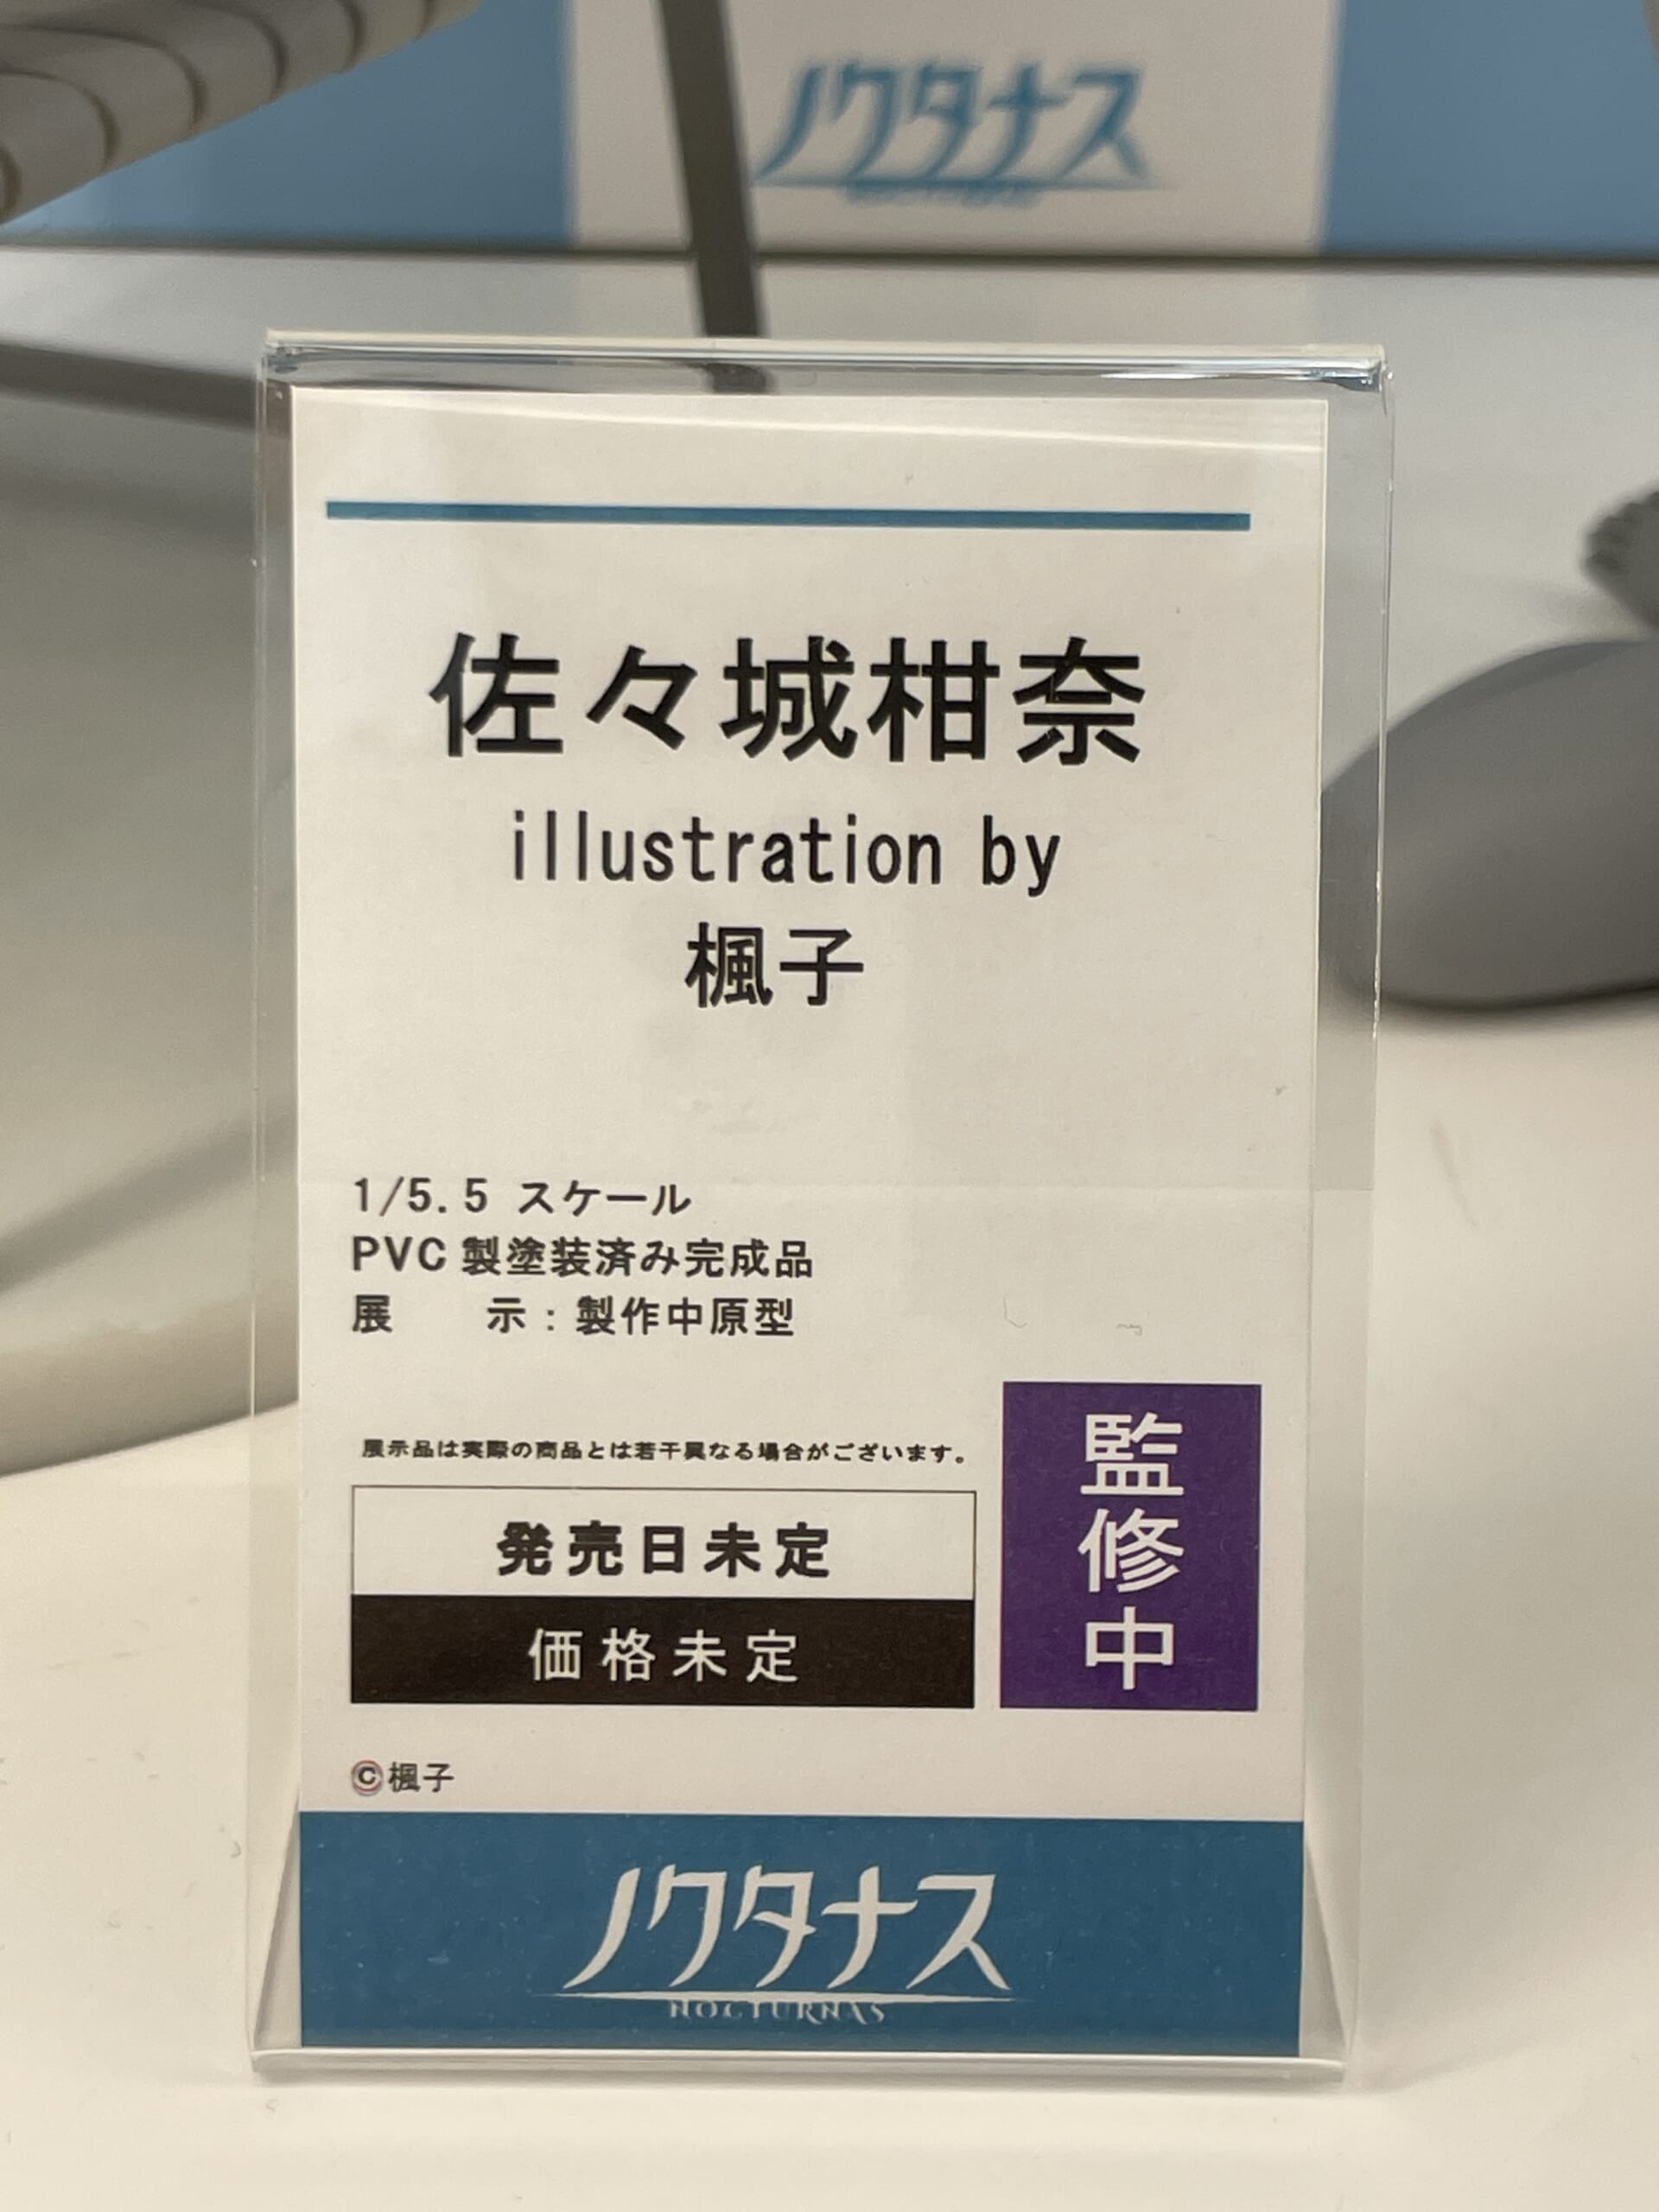 ノクタナス
佐々城柑奈
illustration by
楓子
1/5.5 スケール
PVC 製塗装済み完成品
展　　示：製作中原型
展示品は実際の商品とは若干異なる場合がございます。
発売日未定
価格未定
監修中
©楓子
ノクタナス
NOCTURNAS